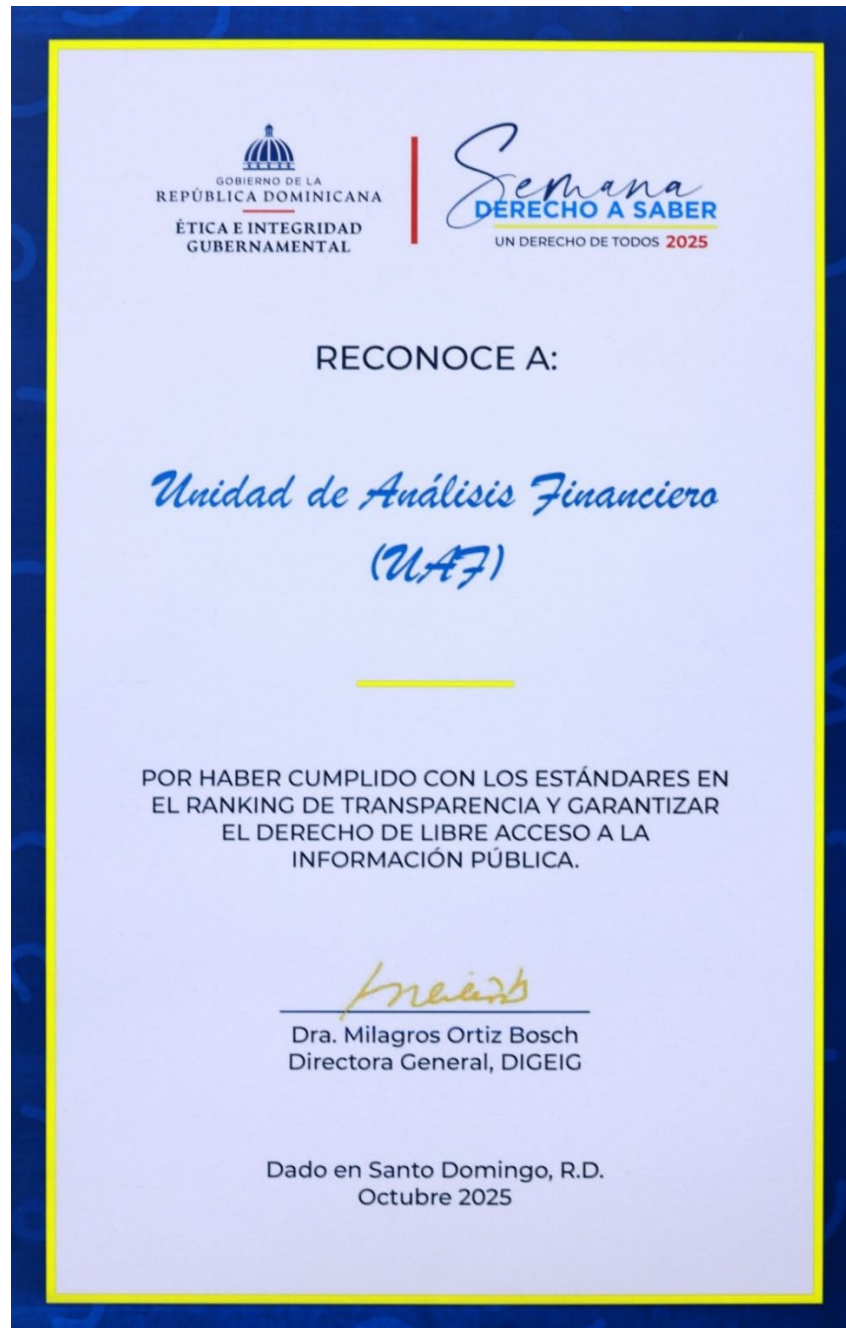 GOBIERNO DE LA
REPÚBLICA DOMINICANA
ÉTICA E INTEGRIDAD
GUBERNAMENTAL
Semana
DERECHO A SABER
UN DERECHO DE TODOS 2025
RECONOCE A:
Unidad de Análisis Financiero
(UAF)
POR HABER CUMPLIDO CON LOS ESTÁNDARES EN
EL RANKING DE TRANSPARENCIA Y GARANTIZAR
EL DERECHO DE LIBRE ACCESO A LA
INFORMACIÓN PÚBLICA.
Dra. Milagros Ortiz Bosch
Directora General, DIGEIG
Dado en Santo Domingo, R.D.
Octubre 2025